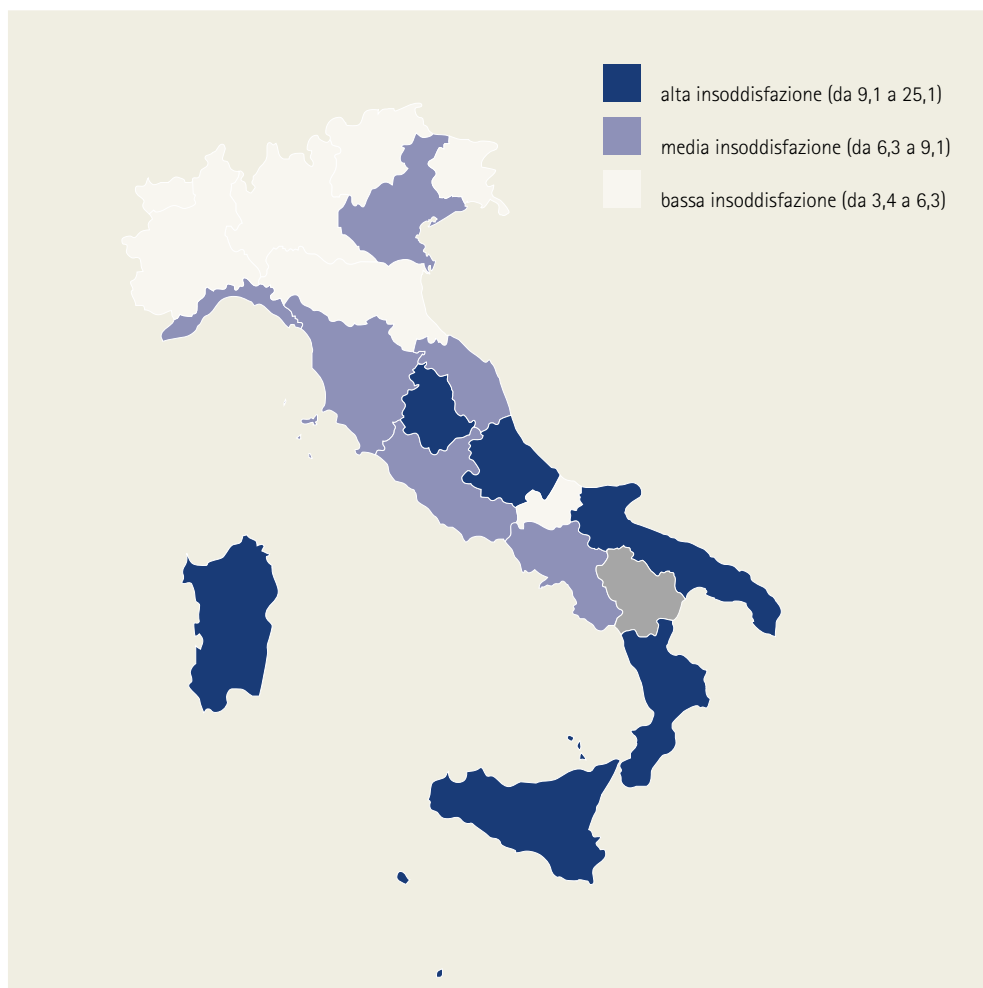 alta insoddisfazione (da 9,1 a 25,1)
media insoddisfazione (da 6,3 a 9,1)
bassa insoddisfazione (da 3,4 a 6,3)